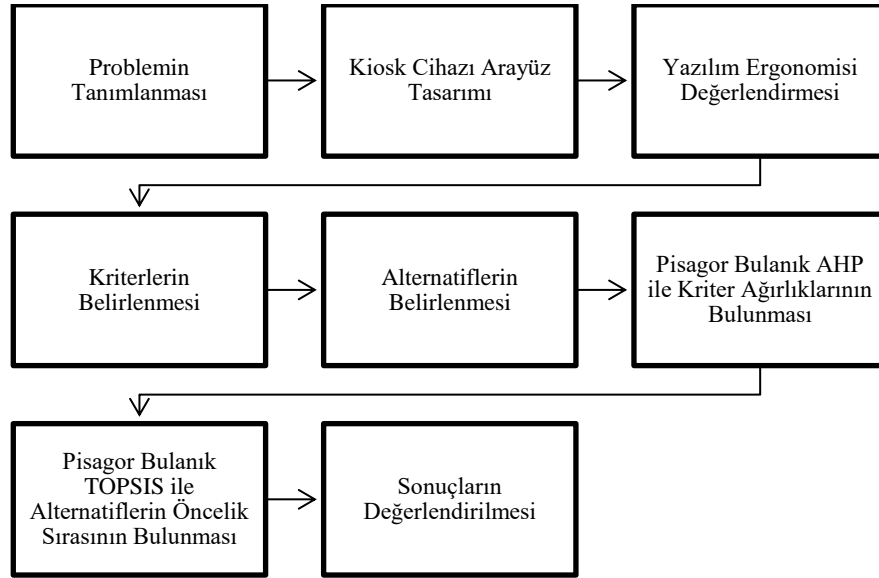 Problemin
Tanımlanması
Kiosk Cihazı Arayüz
Tasarımı
Yazılım Ergonomisi
Değerlendirmesi
Kriterlerin
Belirlenmesi
Alternatiflerin
Belirlenmesi
Pisagor Bulanık AHP
ile Kriter Ağırlıklarının
Bulunması
Pisagor Bulanık
TOPSIS ile
Alternatiflerin Öncelik
Sırasının Bulunması
Sonuçların
Değerlendirilmesi